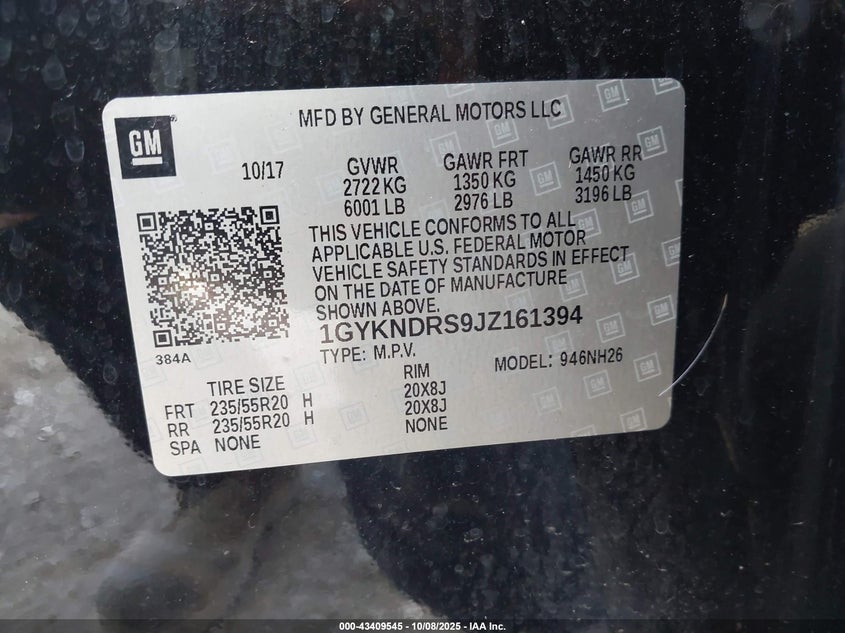 MFD BY GENERAL MOTORS LLC
GM
10/17 GVWR GAWR FRT GAWR RR
2722 KG 1350 KG 1450 KG
6001 LB 2976 LB 3196 LB
THIS VEHICLE CONFORMS TO ALL
APPLICABLE U.S. FEDERAL MOTOR
VEHICLE SAFETY STANDARDS IN EFFECT
ON THE DATE OF MANUFACTURE
SHOWN ABOVE.
1GYKNDRS9JZ161394
384A
TYPE: M.P.V. MODEL: 946NH26
TIRE SIZE RIM
FRT 235/55R20 H 20X8J
RR 235/55R20 H 20X8J
SPA NONE NONE
000-43409545 - 10/08/2025 - IAA Inc.